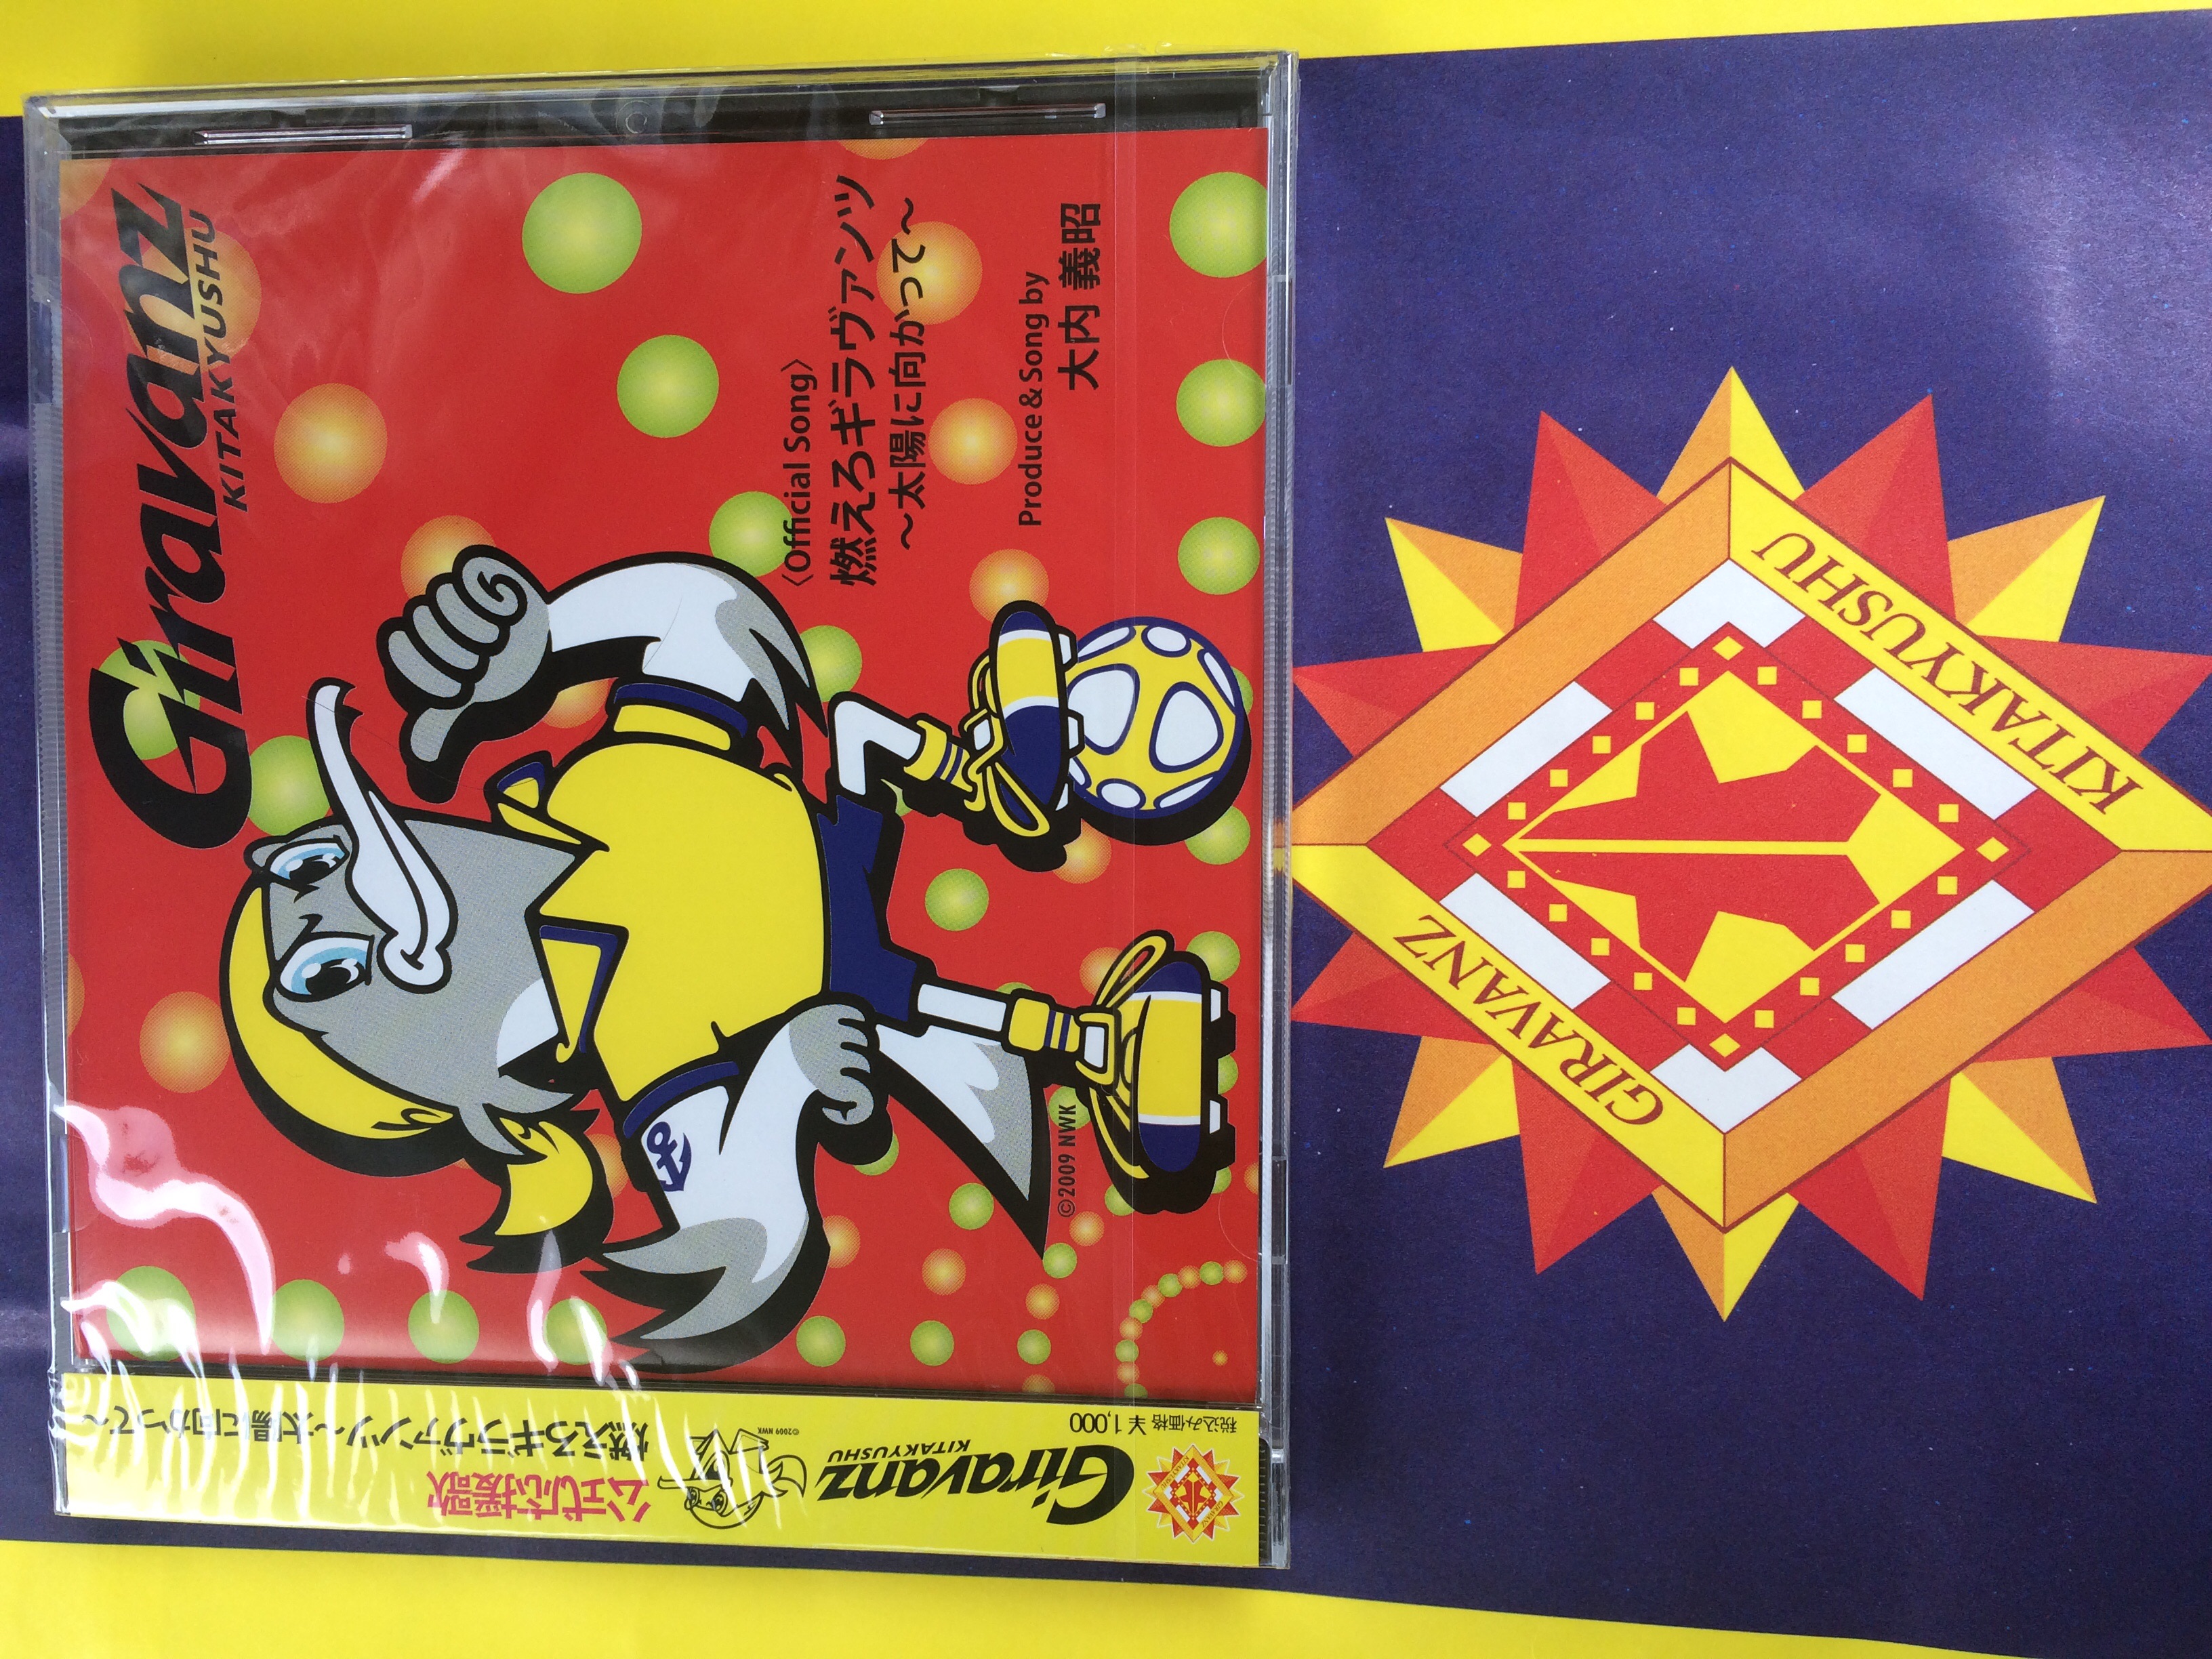 Giravanz
KITAKYUSHU
〈Official Song〉
燃えろギラヴァンツ
～太陽に向かって～
Produce&Song by
大内 義昭
©2009 NWK
公式応援歌
燃えろギラヴァンツ～太陽に向かって～
©2009 NWK
Giravanz
KITAKYUSHU
税込み価格 ¥1,000
GIRAVANZ
KITAKYUSHU
GIRAVANZ
KITAKYUSHU